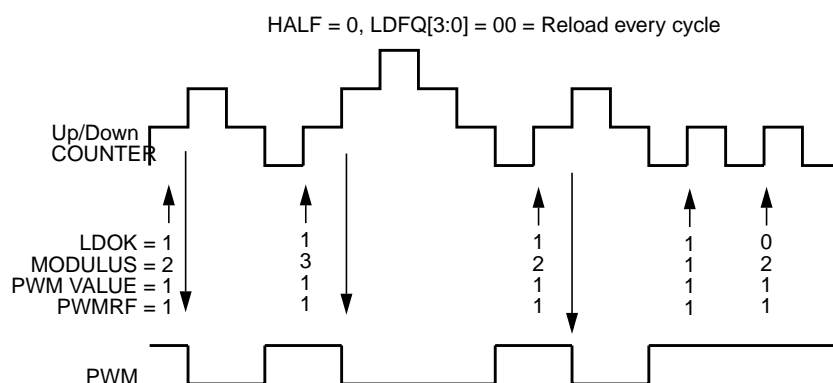 HALF = 0, LDFQ[3:0] = 00 = Reload every cycle
Up/Down
COUNTER
LDOK = 1 1 1 1 0
MODULUS = 2 3 2 1 2
PWM VALUE = 1 1 1 1 1
PWMRF = 1 1 1 1 1
PWM